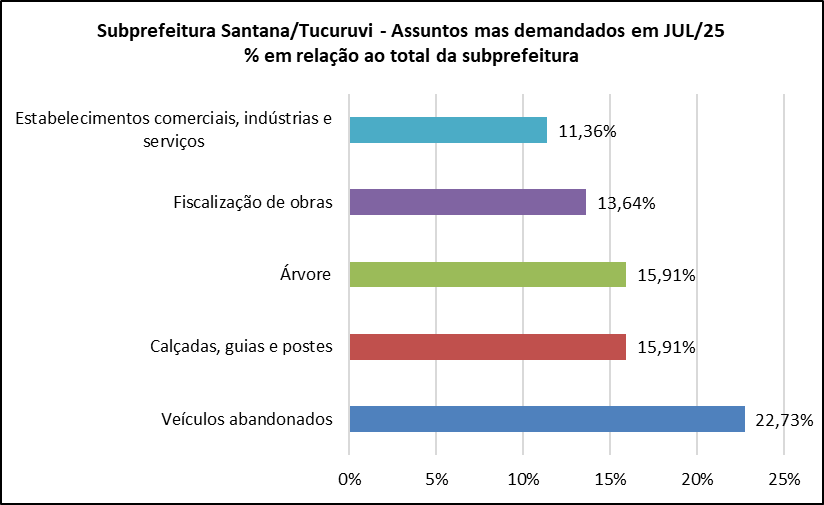 Subprefeitura Santana/Tucuruvi - Assuntos mas demandados em JUL/25
% em relação ao total da subprefeitura
Estabelecimentos comerciais, indústrias e
serviços
11,36%
Fiscalização de obras
13,64%
Árvore
15,91%
Calçadas, guias e postes
15,91%
Veículos abandonados
22,73%
0%
5%
10%
15%
20%
25%